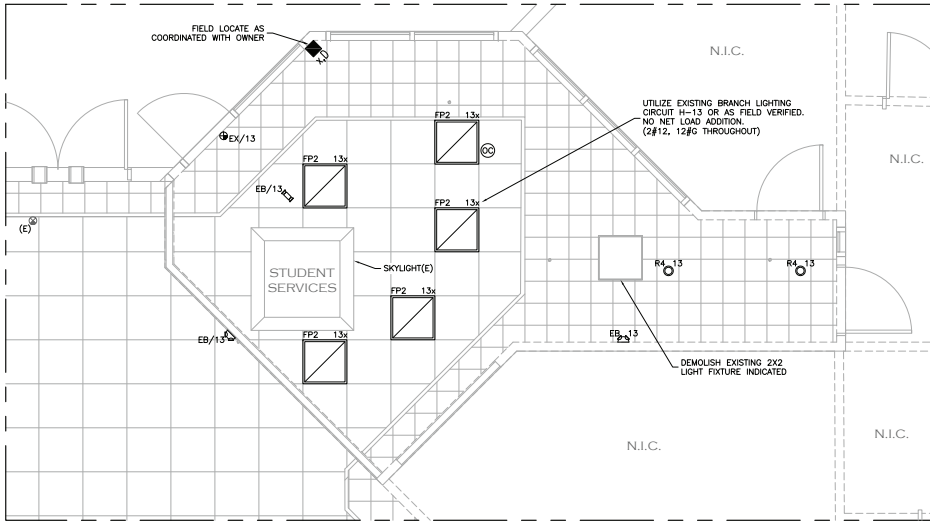 FIELD LOCATE AS
COORDINATED WITH OWNER
x,D
N.I.C.
UTILIZE EXISTING BRANCH LIGHTING
CIRCUIT H-13 OR AS FIELD VERIFIED.
NO NET LOAD ADDITION.
(2#12, 12#G THROUGHOUT)
FP2 13x
EX/13
OC
N.I.C.
FP2 13x
EB/13
FP2 13x
(E)
SKYLIGHT(E)
STUDENT
SERVICES
R4 13
R4 13
FP2 13x
EB/13
FP2 13x
EB 13
DEMOLISH EXISTING 2X2
LIGHT FIXTURE INDICATED
N.I.C.
N.I.C.